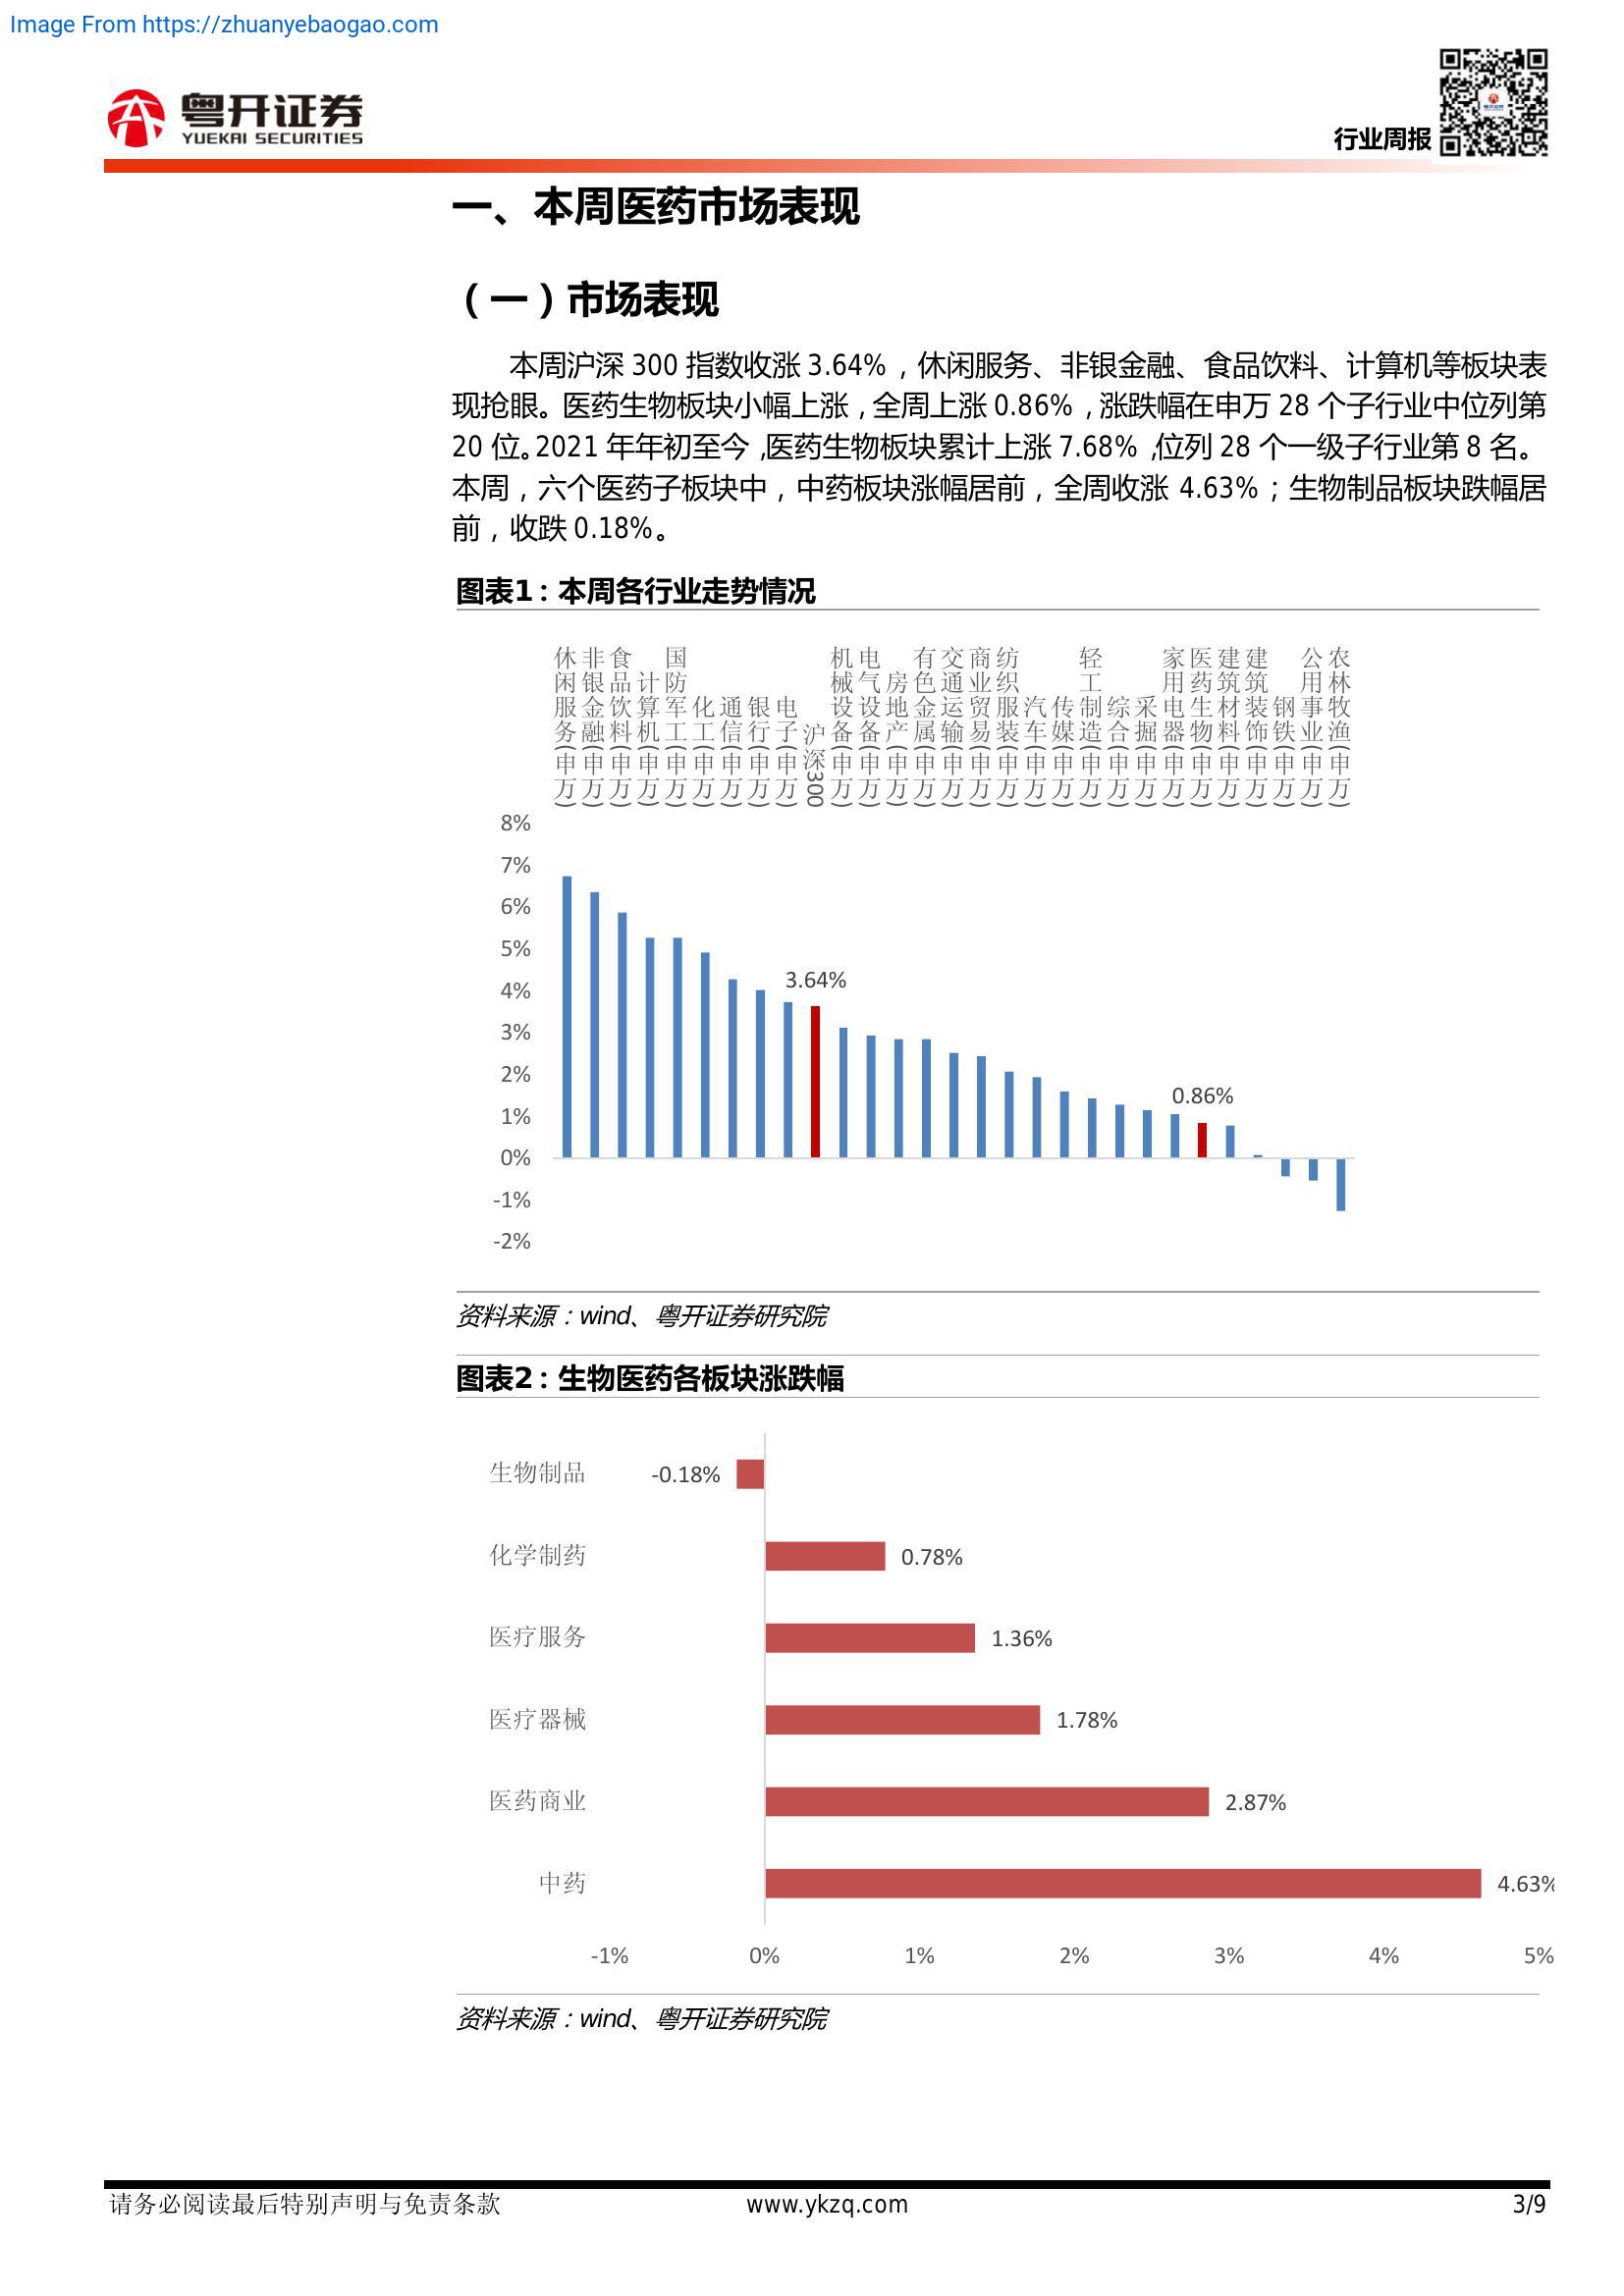 Image From https://zhuanyebaogao.com
粤开证券
YUEKAI SECURITIES
行业周报
一、本周医药市场表现
（一）市场表现
本周沪深 300 指数收涨 3.64%，休闲服务、非银金融、食品饮料、计算机等板块表
现抢眼。医药生物板块小幅上涨，全周上涨 0.86%，涨跌幅在申万 28 个子行业中位列第
20 位。2021 年年初至今，医药生物板块累计上涨 7.68%，位列 28 个一级子行业第 8 名。
本周，六个医药子板块中，中药板块涨幅居前，全周收涨 4.63%；生物制品板块跌幅居
前，收跌 0.18%。
图表1：本周各行业走势情况
休闲服务(申万)
非银金融(申万)
食品饮料(申万)
计算机(申万)
国防军工(申万)
化工(申万)
通信(申万)
银行(申万)
电子(申万)
沪深300
机械设备(申万)
电气设备(申万)
房地产(申万)
有色金属(申万)
交通运输(申万)
商业贸易(申万)
纺织服装(申万)
汽车(申万)
传媒(申万)
轻工制造(申万)
综合(申万)
采掘(申万)
家用电器(申万)
医药生物(申万)
建筑材料(申万)
建筑装饰(申万)
钢铁(申万)
公用事业(申万)
农林牧渔(申万)
8%
7%
6%
5%
4%
3%
2%
1%
0%
-1%
-2%
3.64%
0.86%
资料来源：wind、粤开证券研究院
图表2：生物医药各板块涨跌幅
生物制品 -0.18%
化学制药 0.78%
医疗服务 1.36%
医疗器械 1.78%
医药商业 2.87%
中药 4.63%
-1% 0% 1% 2% 3% 4% 5%
资料来源：wind、粤开证券研究院
请务必阅读最后特别声明与免责条款 www.ykzq.com 3/9